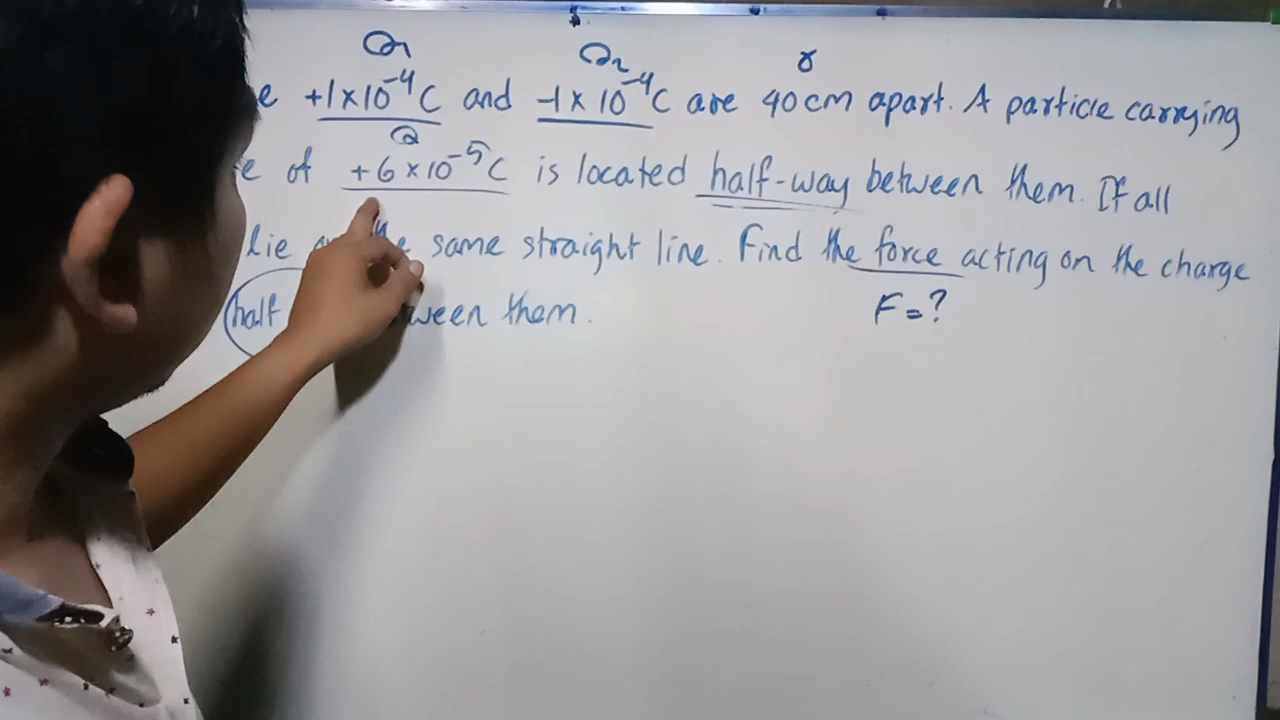 Q₁ Q₂ r
e +1×10⁻⁴C and -1×10⁻⁴C are 40cm apart. A particle carrying
Q
e of +6×10⁻⁵C is located half-way between them. If all
lie same straight line. Find the force acting on the charge
half ween them. F=?